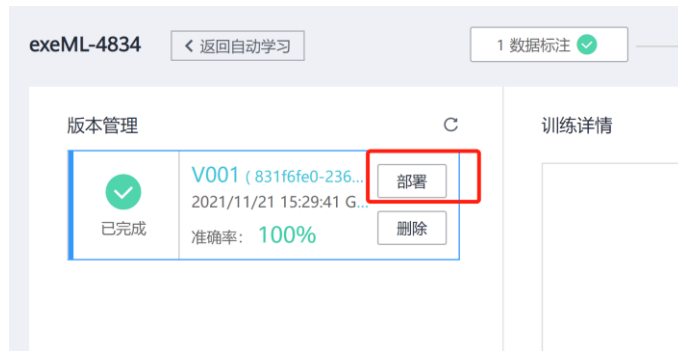 exeML-4834
返回自动学习
1 数据标注
版本管理
训练详情
V001 ( 831f6fe0-236...
部署
2021/11/21 15:29:41 G...
已完成
准确率: 100%
删除